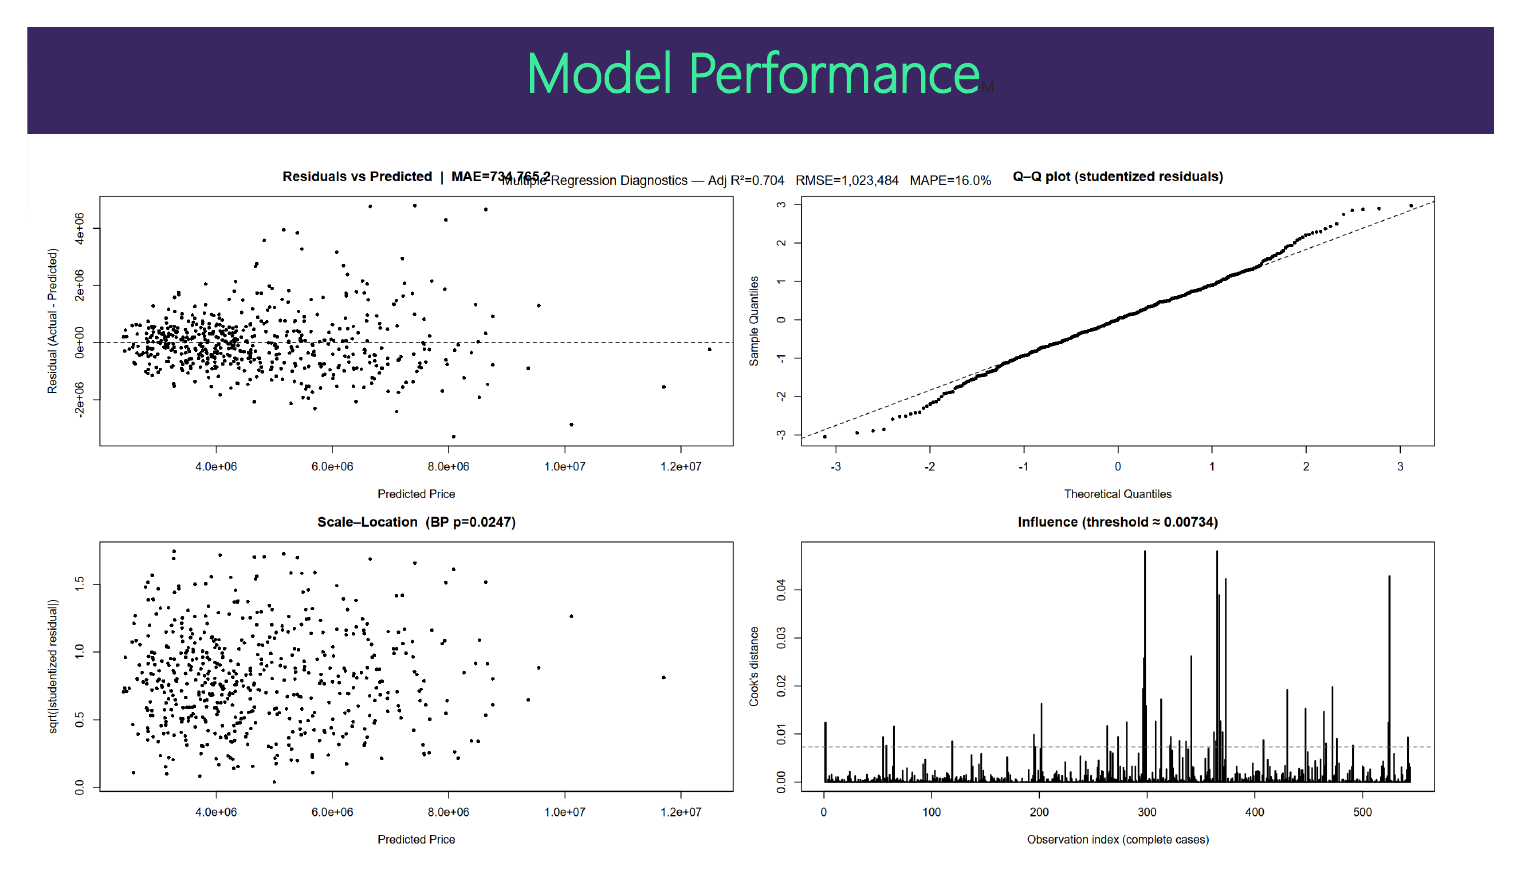 Model Performance
M
Residuals vs Predicted | MAE=734,765.2
Multiple Regression Diagnostics — Adj R²=0.704 RMSE=1,023,484 MAPE=16.0%
Q–Q plot (studentized residuals)
4e+06
2e+06
0e+00
-2e+06
Residual (Actual - Predicted)
4.0e+06 6.0e+06 8.0e+06 1.0e+07 1.2e+07
Predicted Price
3
2
1
0
-1
-2
-3
Sample Quantiles
-3 -2 -1 0 1 2 3
Theoretical Quantiles
Scale–Location (BP p=0.0247)
1.5
1.0
0.5
0.0
sqrt(|studentized residual|)
4.0e+06 6.0e+06 8.0e+06 1.0e+07 1.2e+07
Predicted Price
Influence (threshold ≈ 0.00734)
0.04
0.03
0.02
0.01
0.00
Cook's distance
0 100 200 300 400 500
Observation index (complete cases)